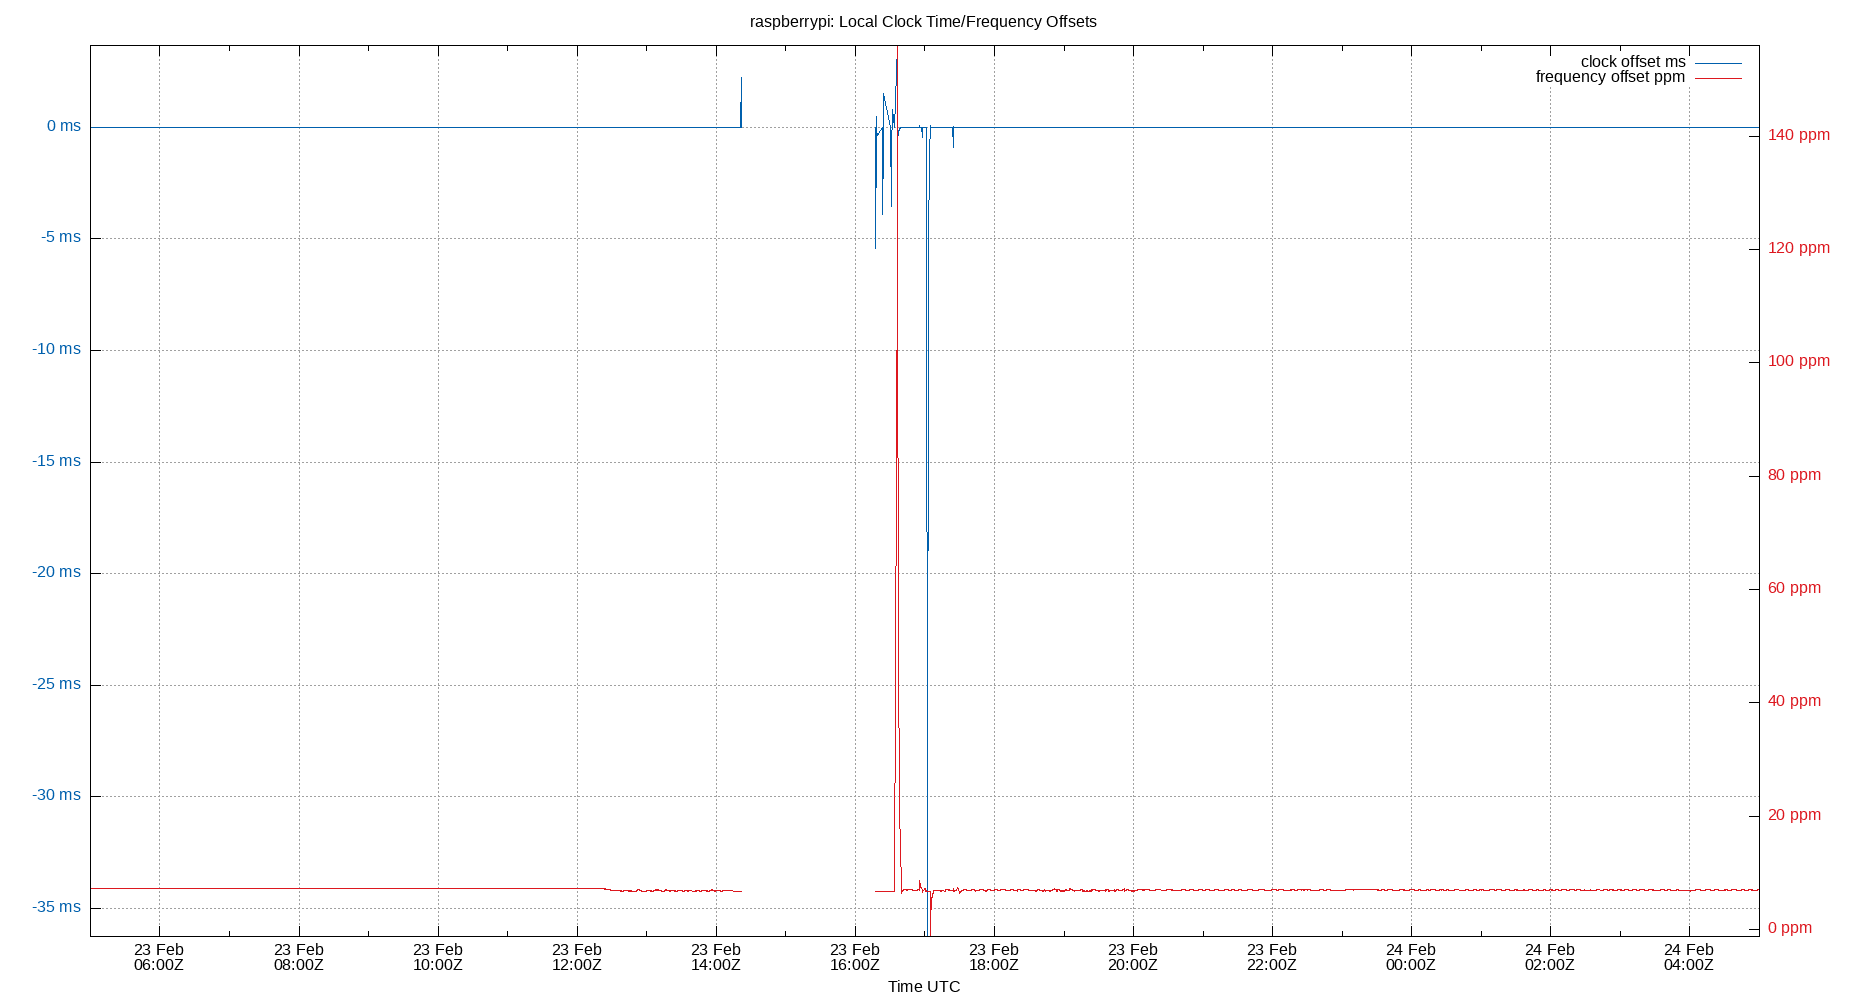 raspberrypi: Local Clock Time/Frequency Offsets
clock offset ms
frequency offset ppm
0 ms
-5 ms
-10 ms
-15 ms
-20 ms
-25 ms
-30 ms
-35 ms
140 ppm
120 ppm
100 ppm
80 ppm
60 ppm
40 ppm
20 ppm
0 ppm
23 Feb
06:00Z
23 Feb
08:00Z
23 Feb
10:00Z
23 Feb
12:00Z
23 Feb
14:00Z
23 Feb
16:00Z
23 Feb
18:00Z
23 Feb
20:00Z
23 Feb
22:00Z
24 Feb
00:00Z
24 Feb
02:00Z
24 Feb
04:00Z
Time UTC